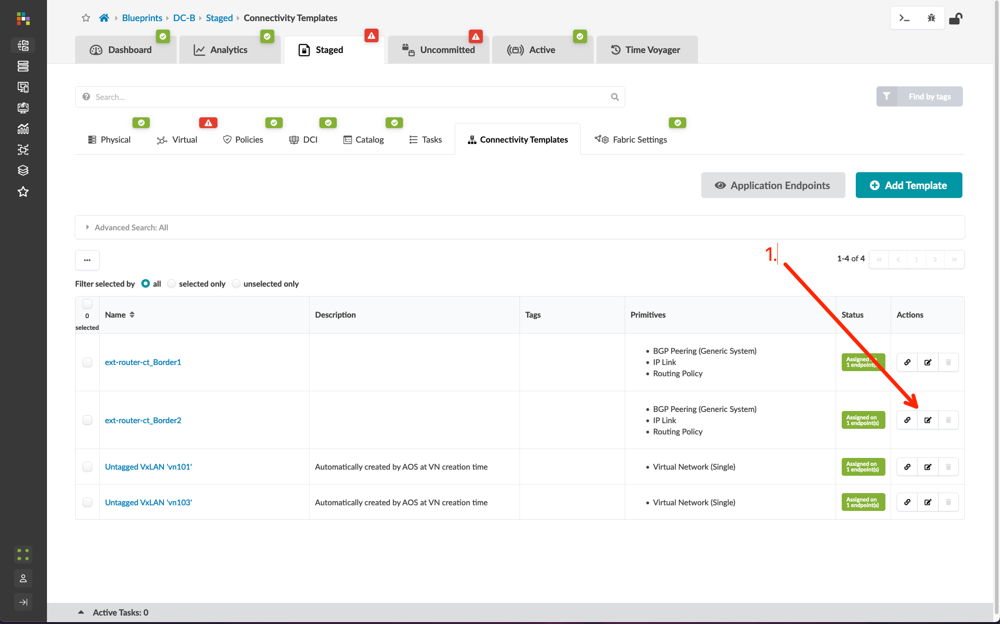 Blueprints DC-B Staged Connectivity Templates
Dashboard Analytics Staged Uncommitted Active Time Voyager
Search...
Find by tags
Physical Virtual Policies DCI Catalog Tasks Connectivity Templates Fabric Settings
Application Endpoints Add Template
Advanced Search: All
1.
...
1-4 of 4 « < 1 > »
Filter selected by all selected only unselected only
0
selected
Name Description Tags Primitives Status Actions
ext-router-ct_Border1
BGP Peering (Generic System)
IP Link
Routing Policy
Assigned on
1 endpoint(s)
ext-router-ct_Border2
BGP Peering (Generic System)
IP Link
Routing Policy
Assigned on
1 endpoint(s)
Untagged VxLAN 'vn101' Automatically created by AOS at VN creation time Virtual Network (Single)
Assigned on
1 endpoint(s)
Untagged VxLAN 'vn103' Automatically created by AOS at VN creation time Virtual Network (Single)
Assigned on
1 endpoint(s)
Active Tasks: 0